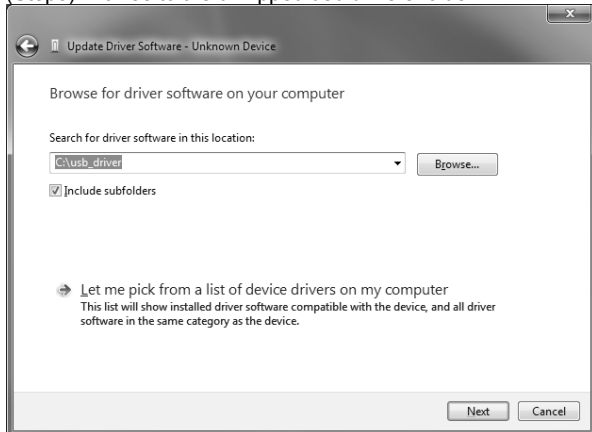 Update Driver Software - Unknown Device
Browse for driver software on your computer
Search for driver software in this location:
C:\usb_driver
Browse...
Include subfolders
Let me pick from a list of device drivers on my computer
This list will show installed driver software compatible with the device, and all driver
software in the same category as the device.
Next Cancel